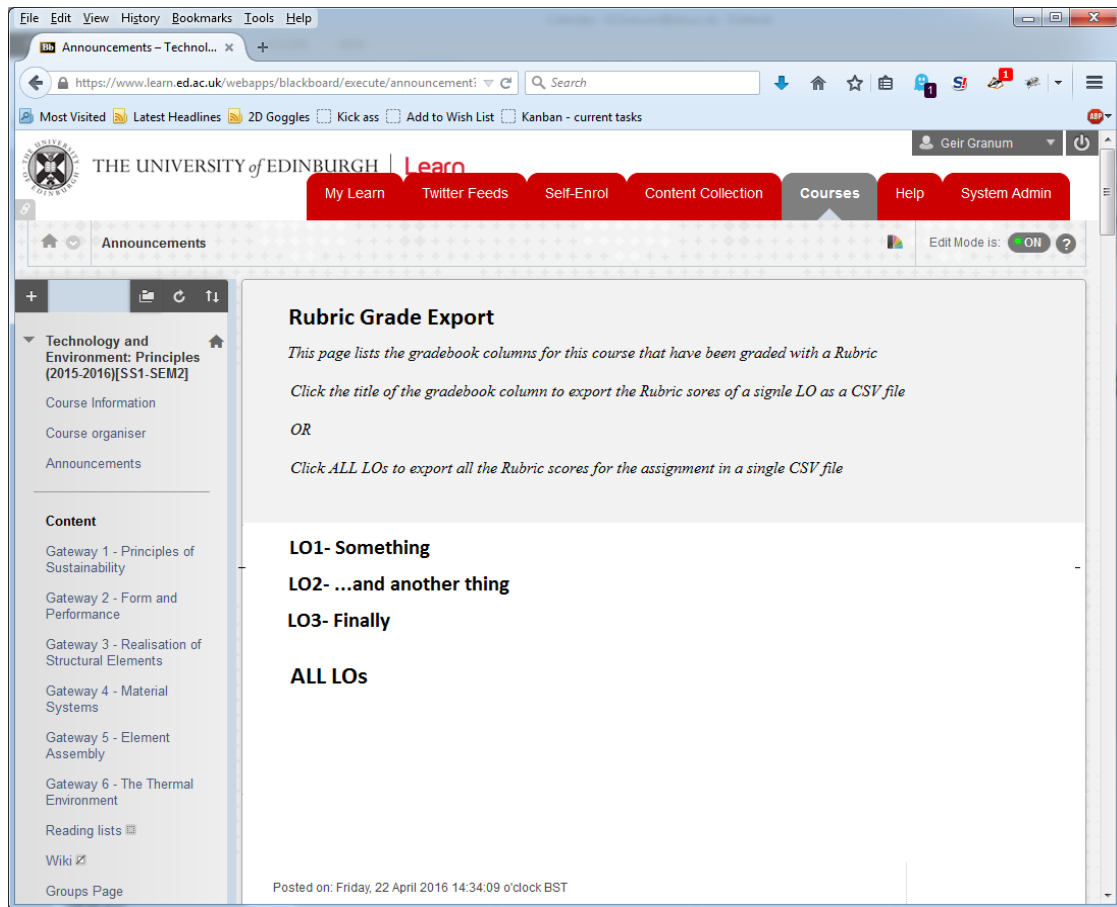 File Edit View History Bookmarks Tools Help
Bb Announcements – Technol... × +
https://www.learn.ed.ac.uk/webapps/blackboard/execute/announcement?
Search
1
S!
1
Most Visited Latest Headlines 2D Goggles Kick ass Add to Wish List Kanban - current tasks
ABP
THE UNIVERSITY of EDINBURGH Learn
Geir Granum
My Learn Twitter Feeds Self-Enrol Content Collection Courses Help System Admin
Announcements
Edit Mode is: ON ?
Technology and
Environment: Principles
(2015-2016)[SS1-SEM2]
Course Information
Course organiser
Announcements
Content
Gateway 1 - Principles of
Sustainability
Gateway 2 - Form and
Performance
Gateway 3 - Realisation of
Structural Elements
Gateway 4 - Material
Systems
Gateway 5 - Element
Assembly
Gateway 6 - The Thermal
Environment
Reading lists
Wiki
Groups Page
Rubric Grade Export
This page lists the gradebook columns for this course that have been graded with a Rubric
Click the title of the gradebook column to export the Rubric sores of a signle LO as a CSV file
OR
Click ALL LOs to export all the Rubric scores for the assignment in a single CSV file
LO1- Something
LO2- ...and another thing
LO3- Finally
ALL LOs
Posted on: Friday, 22 April 2016 14:34:09 o'clock BST